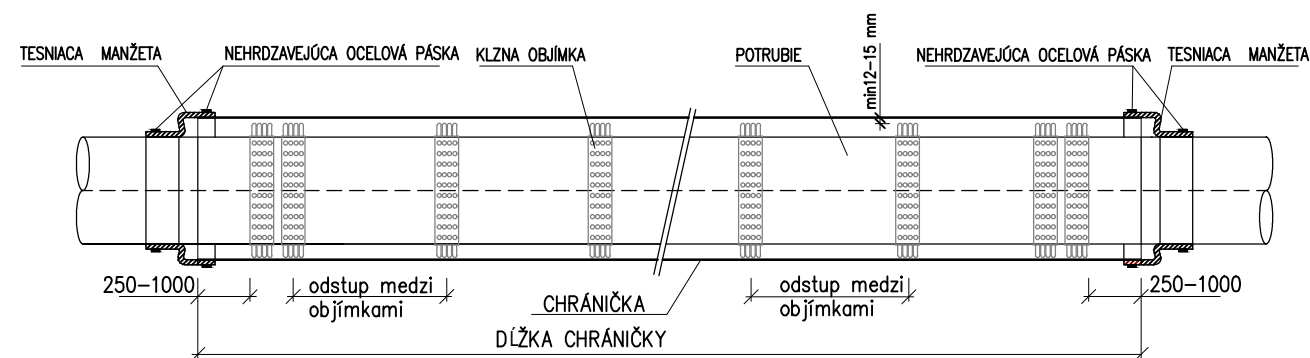 TESNIACA MANŽETA
NEHRDZAVEJÚCA OCELOVÁ PÁSKA
KLZNA OBJÍMKA
POTRUBIE
min12-15 mm
NEHRDZAVEJÚCA OCELOVÁ PÁSKA
TESNIACA MANŽETA
250-1000
odstup medzi
objímkami
CHRÁNIČKA
odstup medzi
objímkami
250-1000
DĹŽKA CHRÁNIČKY